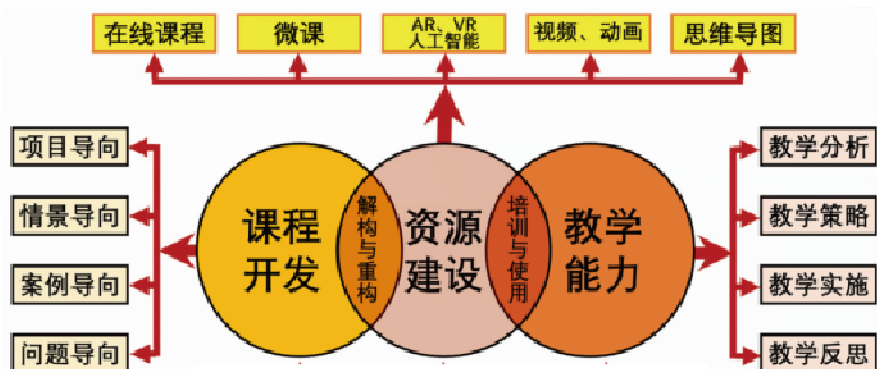 在线课程
微课
AR、VR
人工智能
视频、动画
思维导图
项目导向
情景导向
案例导向
问题导向
课程
开发
解构与重构
资源
建设
培训与使用
教学
能力
教学分析
教学策略
教学实施
教学反思